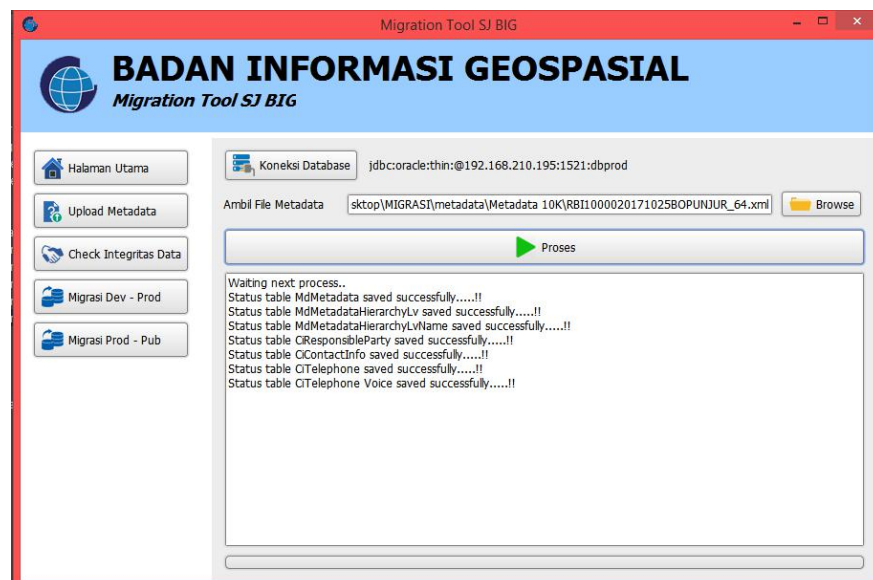 Migration Tool SJ BIG
BADAN INFORMASI GEOSPASIAL
Migration Tool SJ BIG
Halaman Utama
Upload Metadata
Check Integritas Data
Migrasi Dev - Prod
Migrasi Prod - Pub
Koneksi Database jdbc:oracle:thin:@192.168.210.195:1521:dbprod
Ambil File Metadata sktop\MIGRASI\metadata\Metadata 10K\RBI1000020171025BOPUNJUR_64.xml Browse
Proses
Waiting next process..
Status table MdMetadata saved successfully.....!!
Status table MdMetadataHierarchyLv saved successfully.....!!
Status table MdMetadataHierarchyLvName saved successfully.....!!
Status table CiResponsibleParty saved successfully.....!!
Status table CiContactInfo saved successfully.....!!
Status table CiTelephone saved successfully.....!!
Status table CiTelephone Voice saved successfully.....!!